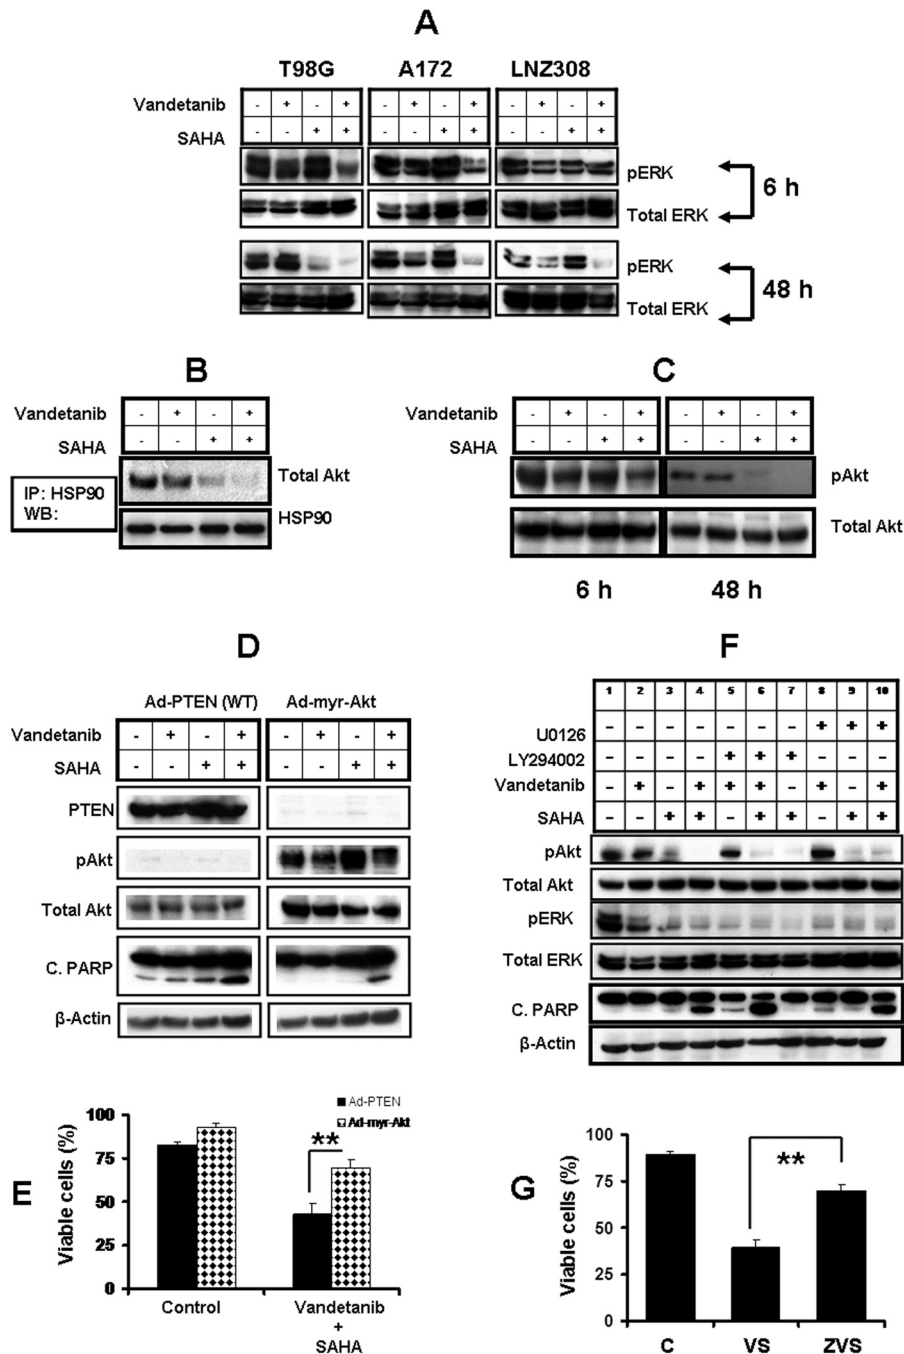 A
T98G A172 LNZ308
Vandetanib - + - + - + - + - + - +
SAHA - - + + - - + + - - + +
pERK
6 h
Total ERK
pERK
48 h
Total ERK
B
Vandetanib - + - +
SAHA - - + +
Total Akt
IP: HSP90
WB:
HSP90
C
Vandetanib - + - + - + - +
SAHA - - + + - - + +
pAkt
Total Akt
6 h 48 h
D
Ad-PTEN (WT) Ad-myr-Akt
Vandetanib - + - + - + - +
SAHA - - + + - - + +
PTEN
pAkt
Total Akt
C. PARP
β-Actin
F
1 2 3 4 5 6 7 8 9 10
U0126 - - - - - - - + + +
LY294002 - - - - + + + - - -
Vandetanib - + - + + + - + - +
SAHA - - + + - + + - + +
pAkt
Total Akt
pERK
Total ERK
C. PARP
β-Actin
E
Viable cells (%)
100
75
50
25
0
Ad-PTEN
Ad-myr-Akt
**
Control Vandetanib
+
SAHA
G
Viable cells (%)
100
75
50
25
0
**
C VS ZVS